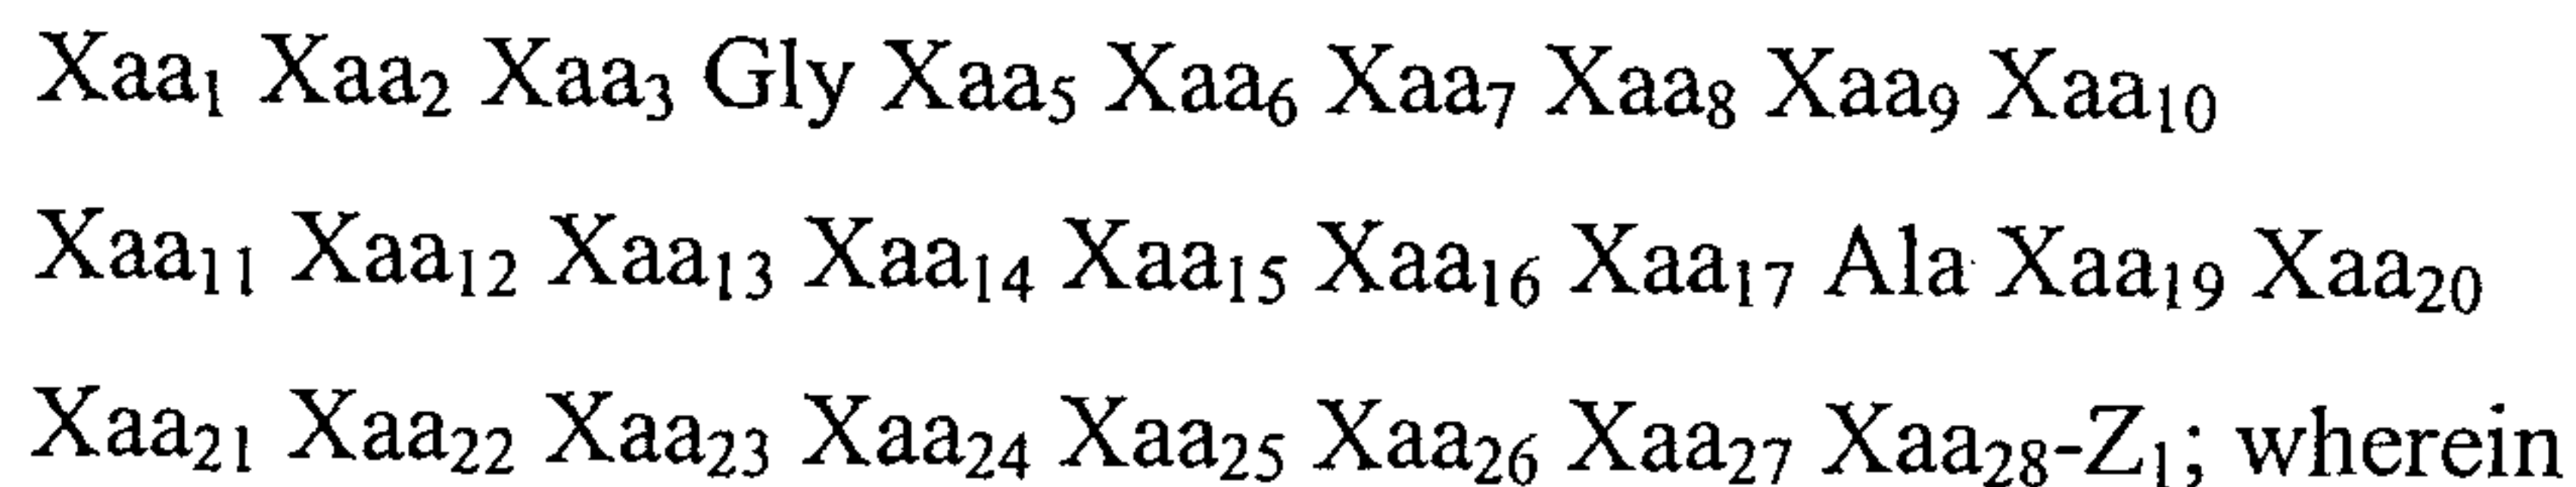 Xaa₁ Xaa₂ Xaa₃ Gly Xaa₅ Xaa₆ Xaa₇ Xaa₈ Xaa₉ Xaa₁₀
Xaa₁₁ Xaa₁₂ Xaa₁₃ Xaa₁₄ Xaa₁₅ Xaa₁₆ Xaa₁₇ Ala Xaa₁₉ Xaa₂₀
Xaa₂₁ Xaa₂₂ Xaa₂₃ Xaa₂₄ Xaa₂₅ Xaa₂₆ Xaa₂₇ Xaa₂₈-Z₁; wherein